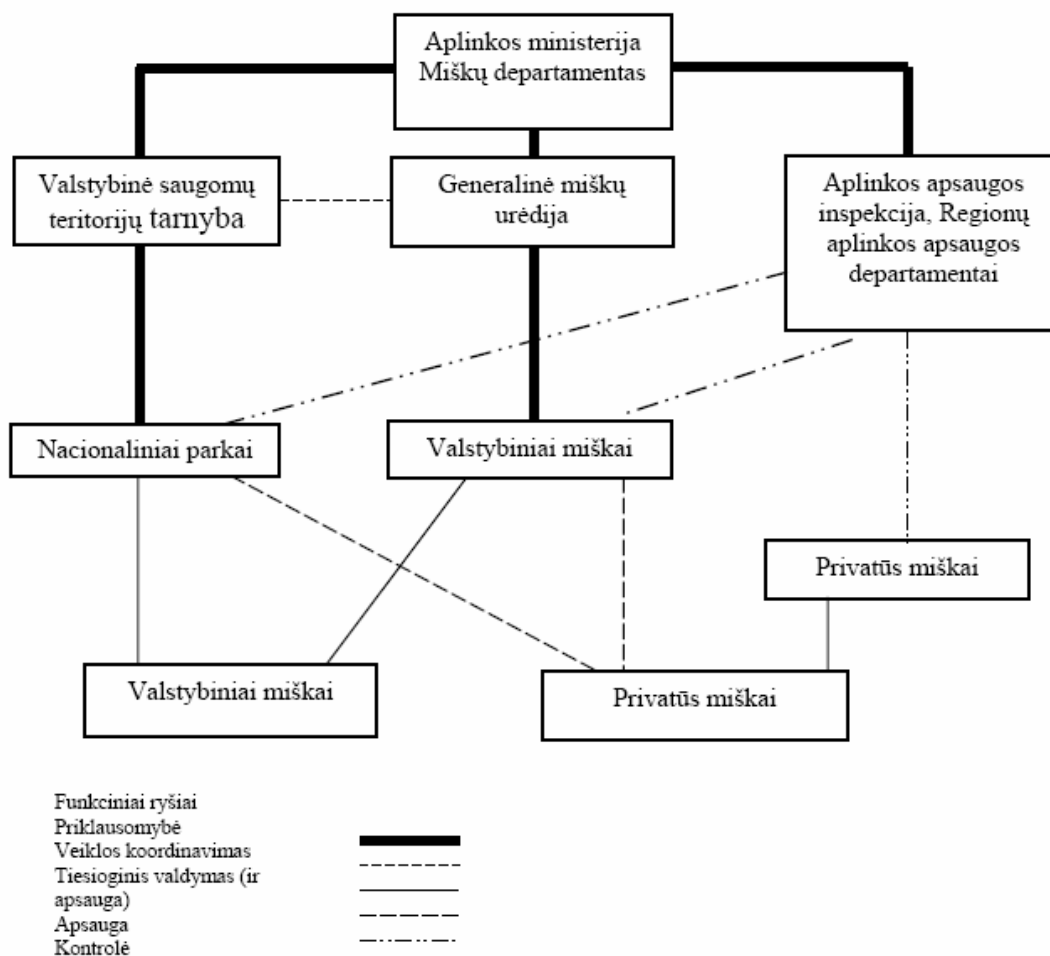 Aplinkos ministerija
Miškų departamentas
Valstybinė saugomų
teritorijų tarnyba
Generalinė miškų
urėdija
Aplinkos apsaugos
inspekcija, Regionų
aplinkos apsaugos
departamentai
Nacionaliniai parkai
Valstybiniai miškai
Privatūs miškai
Valstybiniai miškai
Privatūs miškai
Funkciniai ryšiai
Priklausomybė
Veiklos koordinavimas
Tiesioginis valdymas (ir
apsauga)
Apsauga
Kontrolė